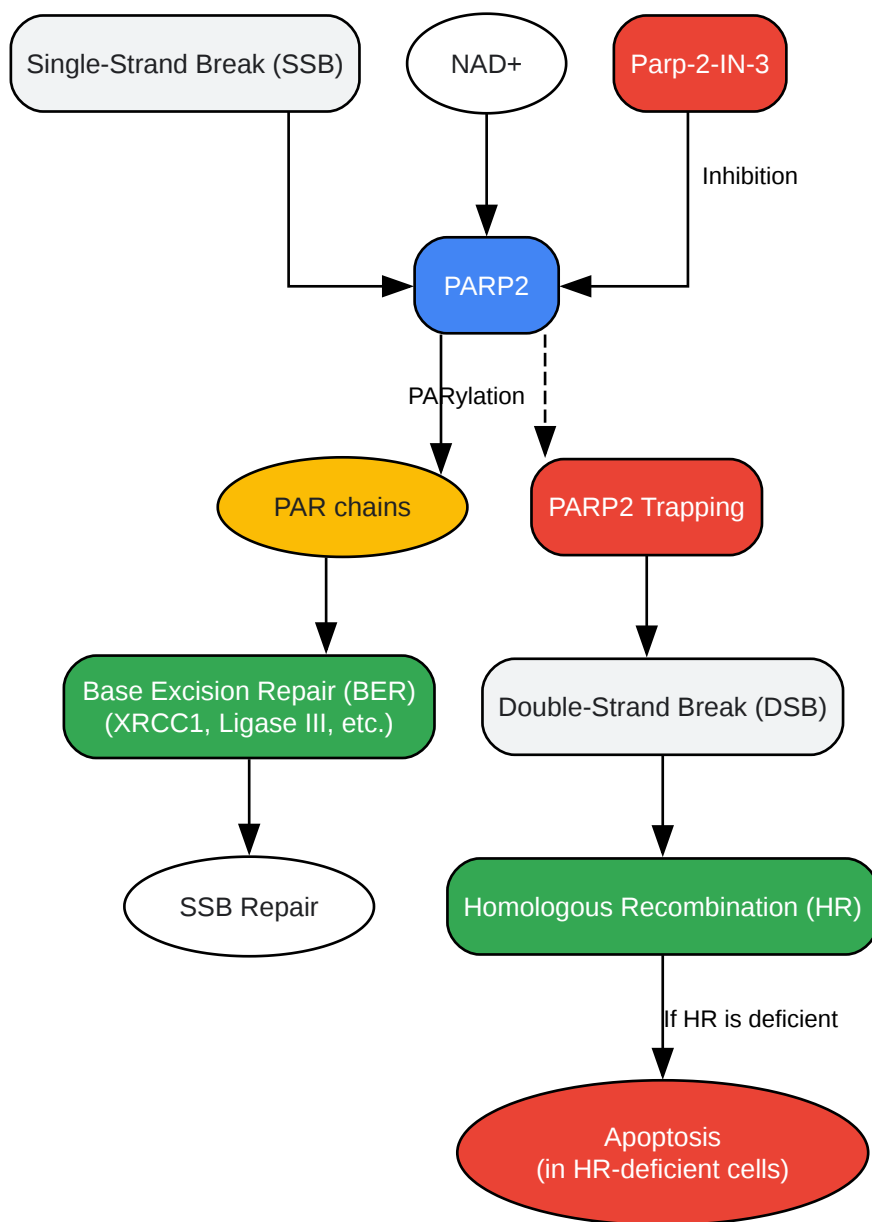 Single-Strand Break (SSB)
NAD+
Parp-2-IN-3
Inhibition
PARP2
PARylation
PAR chains
PARP2 Trapping
Base Excision Repair (BER)
(XRCC1, Ligase III, etc.)
Double-Strand Break (DSB)
SSB Repair
Homologous Recombination (HR)
If HR is deficient
Apoptosis
(in HR-deficient cells)